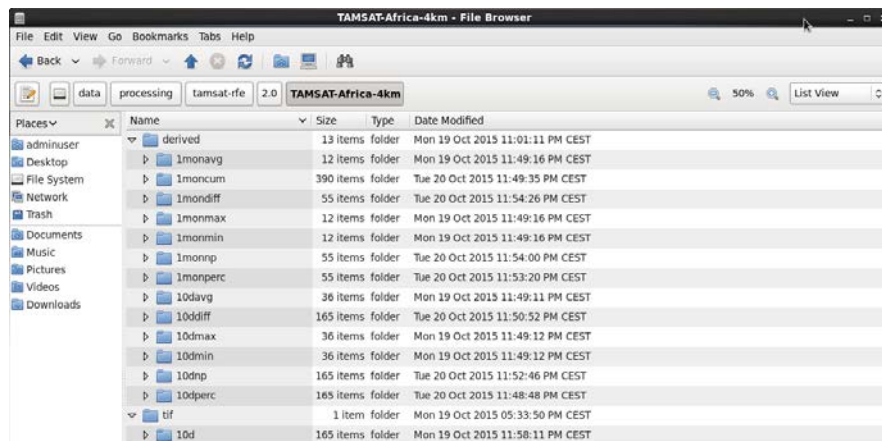 TAMSAT-Africa-4km - File Browser
File Edit View Go Bookmarks Tabs Help
Back Forward
data processing tamsat-rfe 2.0 TAMSAT-Africa-4km 50% List View
Places Name Size Type Date Modified
adminuser
Desktop
File System
Network
Trash
Documents
Music
Pictures
Videos
Downloads
derived 13 items folder Mon 19 Oct 2015 11:01:11 PM CEST
1monavg 12 items folder Mon 19 Oct 2015 11:49:16 PM CEST
1moncum 390 items folder Tue 20 Oct 2015 11:49:35 PM CEST
1mondiff 55 items folder Tue 20 Oct 2015 11:54:26 PM CEST
1monmax 12 items folder Mon 19 Oct 2015 11:49:16 PM CEST
1monmin 12 items folder Mon 19 Oct 2015 11:49:16 PM CEST
1monnp 55 items folder Tue 20 Oct 2015 11:54:00 PM CEST
1monperc 55 items folder Tue 20 Oct 2015 11:53:20 PM CEST
10davg 36 items folder Mon 19 Oct 2015 11:49:11 PM CEST
10ddiff 165 items folder Tue 20 Oct 2015 11:50:52 PM CEST
10dmax 36 items folder Mon 19 Oct 2015 11:49:12 PM CEST
10dmin 36 items folder Mon 19 Oct 2015 11:49:12 PM CEST
10dnp 165 items folder Tue 20 Oct 2015 11:52:46 PM CEST
10dperc 165 items folder Tue 20 Oct 2015 11:48:48 PM CEST
tif 1 item folder Mon 19 Oct 2015 05:33:50 PM CEST
10d 165 items folder Mon 19 Oct 2015 11:58:11 PM CEST